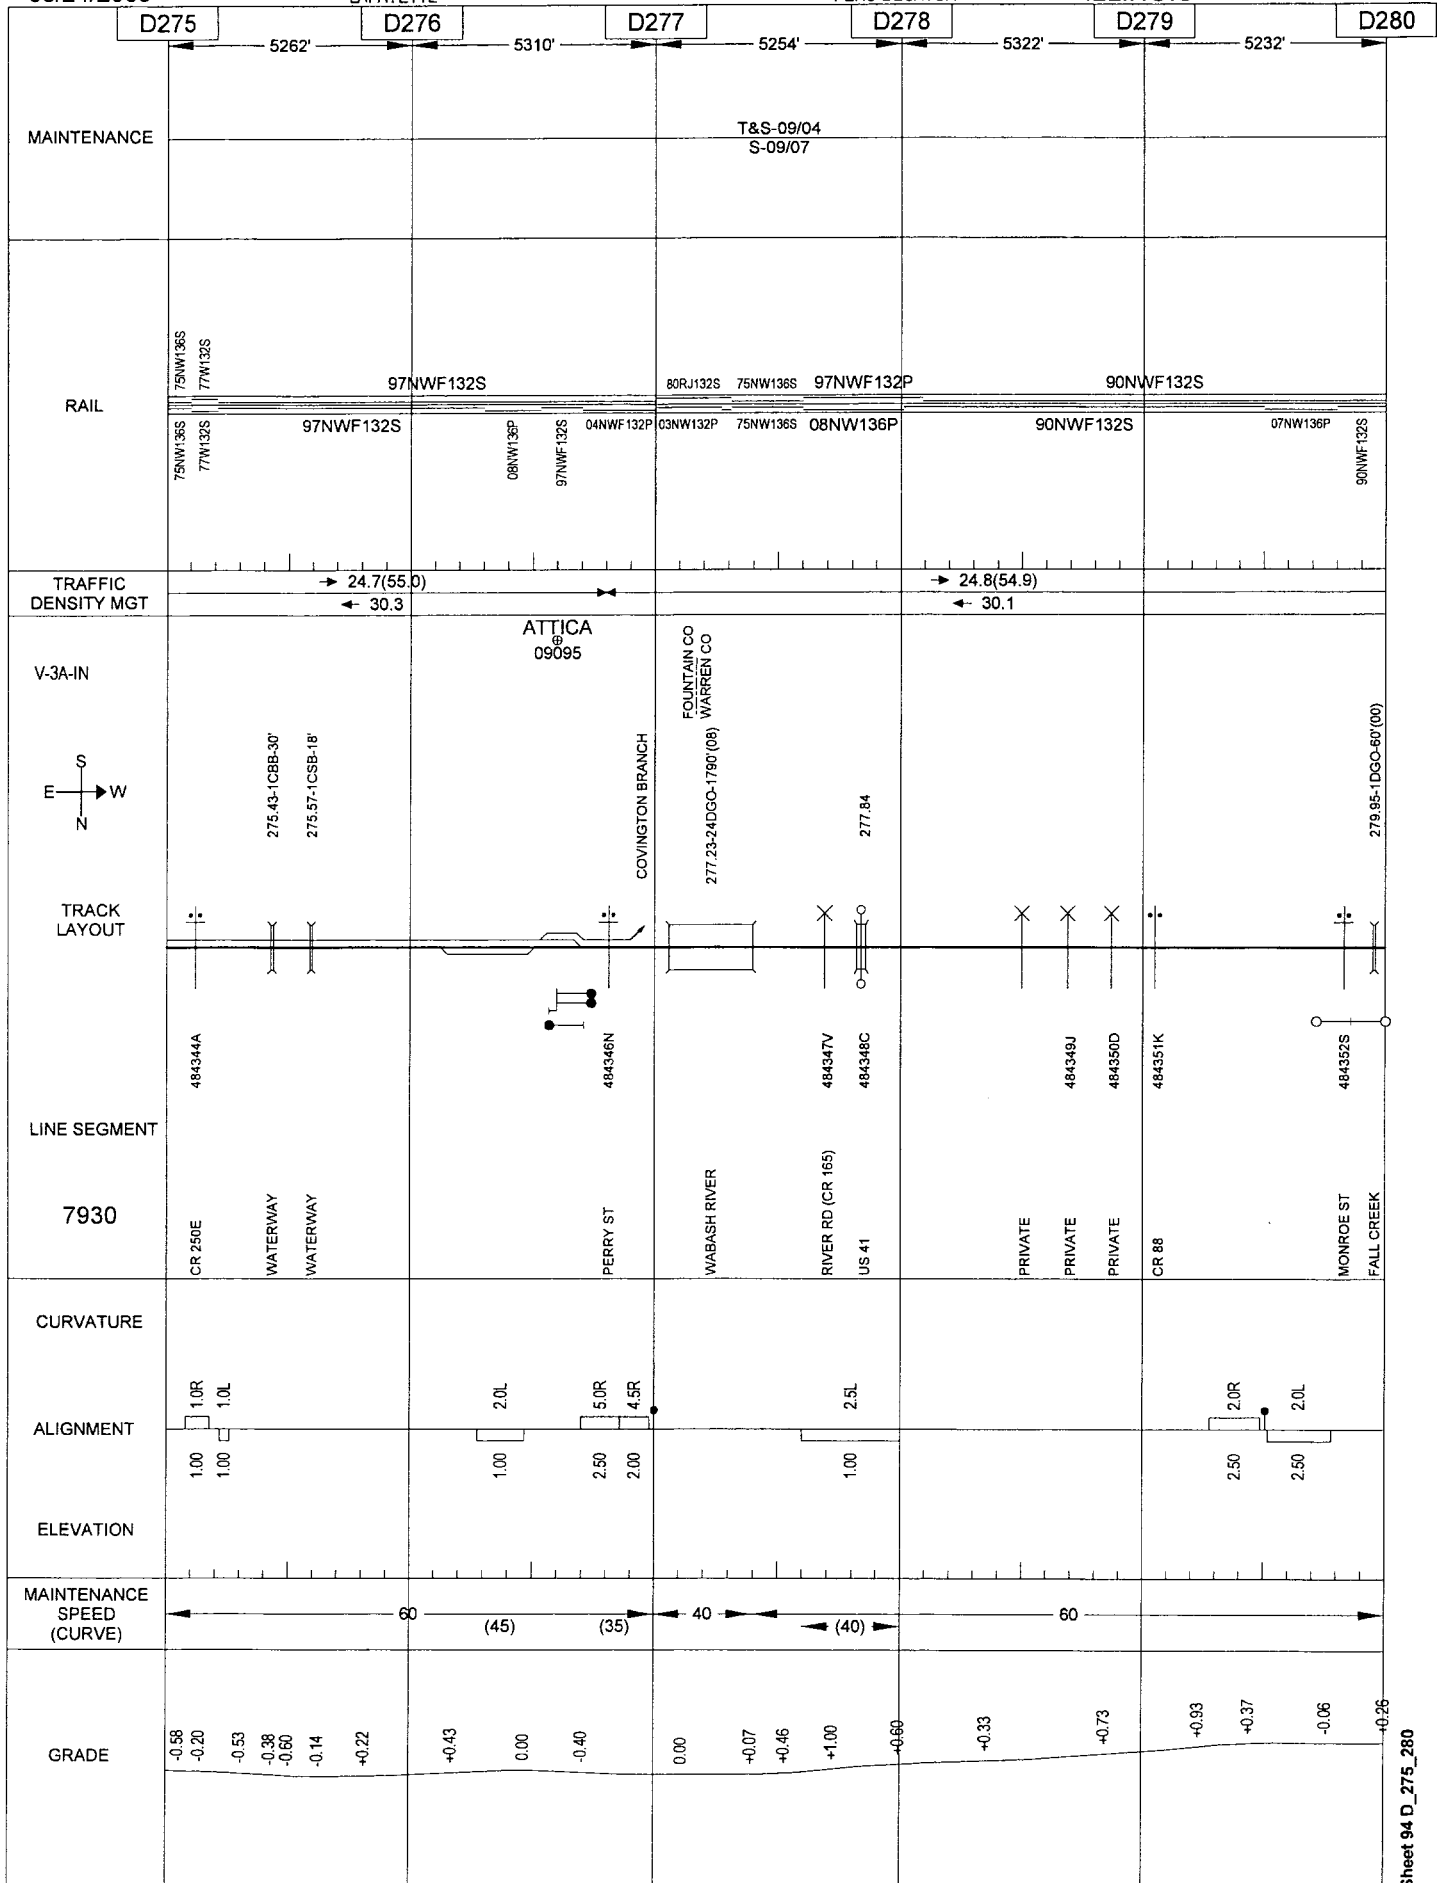 D275 D276 D277 D278 D279 D280
5262' 5310' 5254' 5322' 5232'
MAINTENANCE
T&S-09/04
S-09/07
RAIL
75NW136S 77W132S 97NWF132S 80RJ132S 75NW136S 97NWF132P 90NWF132S
75NW136S 77W132S 97NWF132S 08NW136P 97NWF132S 04NWF132P 03NW132P 75NW136S 08NW136P 90NWF132S 07NW136P 90NWF132S
TRAFFIC
DENSITY MGT
24.7(55.0) 24.8(54.9)
30.3 30.1
V-3A-IN
ATTICA
09095
FOUNTAIN CO
WARREN CO
S
E W
N
275.43-1CBB-30'
275.57-1CSB-18'
COVINGTON BRANCH
277.23-24DGO-1790'(08)
277.84
279.95-1DGO-60'(00)
TRACK
LAYOUT
484344A 484346N 484347V 484348C 484349J 484350D 484351K 484352S
LINE SEGMENT
7930
CR 250E
WATERWAY
WATERWAY
PERRY ST
WABASH RIVER
RIVER RD (CR 165)
US 41
PRIVATE
PRIVATE
PRIVATE
CR 88
MONROE ST
FALL CREEK
CURVATURE
1.0R 1.0L 2.0L 5.0R 4.5R 2.5L 2.0R 2.0L
ALIGNMENT
1.00 1.00 1.00 2.50 2.00 1.00 2.50 2.50
ELEVATION
MAINTENANCE
SPEED
(CURVE)
60 (45) (35) 40 (40) 60
GRADE
-0.58 -0.20 -0.53 -0.38 -0.60 -0.14 +0.22 +0.43 0.00 -0.40 0.00 +0.07 +0.46 +1.00 +0.60 +0.33 +0.73 +0.93 +0.37 -0.06 +0.26
Sheet 94 D_275_280